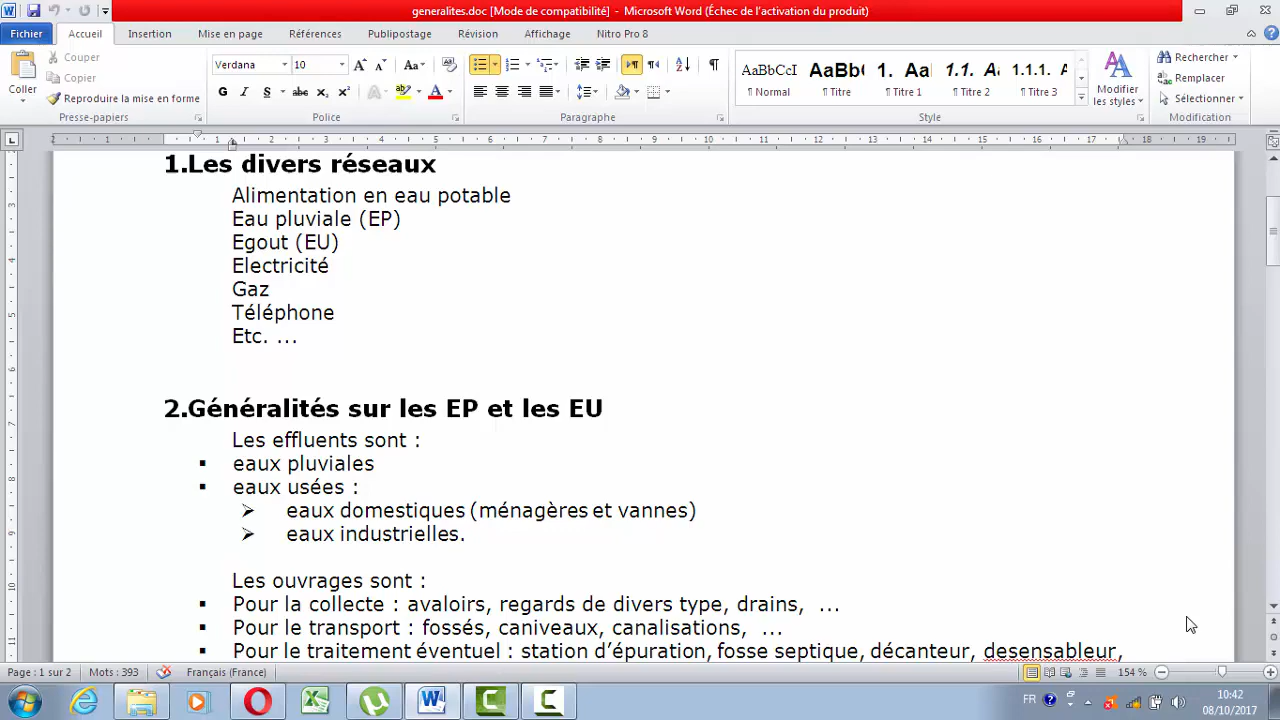 generalites.doc [Mode de compatibilité] - Microsoft Word (Échec de l'activation du produit)
Fichier Accueil Insertion Mise en page Références Publipostage Révision Affichage Nitro Pro 8
Coller
Couper
Copier
Reproduire la mise en forme
Presse-papiers
Verdana 10
Police
Paragraphe
AaBbCcI AaBb( 1. Aa 1.1. A 1.1.1. A
¶ Normal ¶ Titre ¶ Titre 1 ¶ Titre 2 ¶ Titre 3
Modifier les styles
Style
Rechercher
Remplacer
Sélectionner
Modification
1.Les divers réseaux
Alimentation en eau potable
Eau pluviale (EP)
Egout (EU)
Electricité
Gaz
Téléphone
Etc. …
2.Généralités sur les EP et les EU
Les effluents sont :
▪ eaux pluviales
▪ eaux usées :
➢ eaux domestiques (ménagères et vannes)
➢ eaux industrielles.
Les ouvrages sont :
▪ Pour la collecte : avaloirs, regards de divers type, drains, …
▪ Pour le transport : fossés, caniveaux, canalisations, …
▪ Pour le traitement éventuel : station d'épuration, fosse septique, décanteur, desensableur,
Page : 1 sur 2 Mots : 393 Français (France) 154 %
FR 10:42
08/10/2017